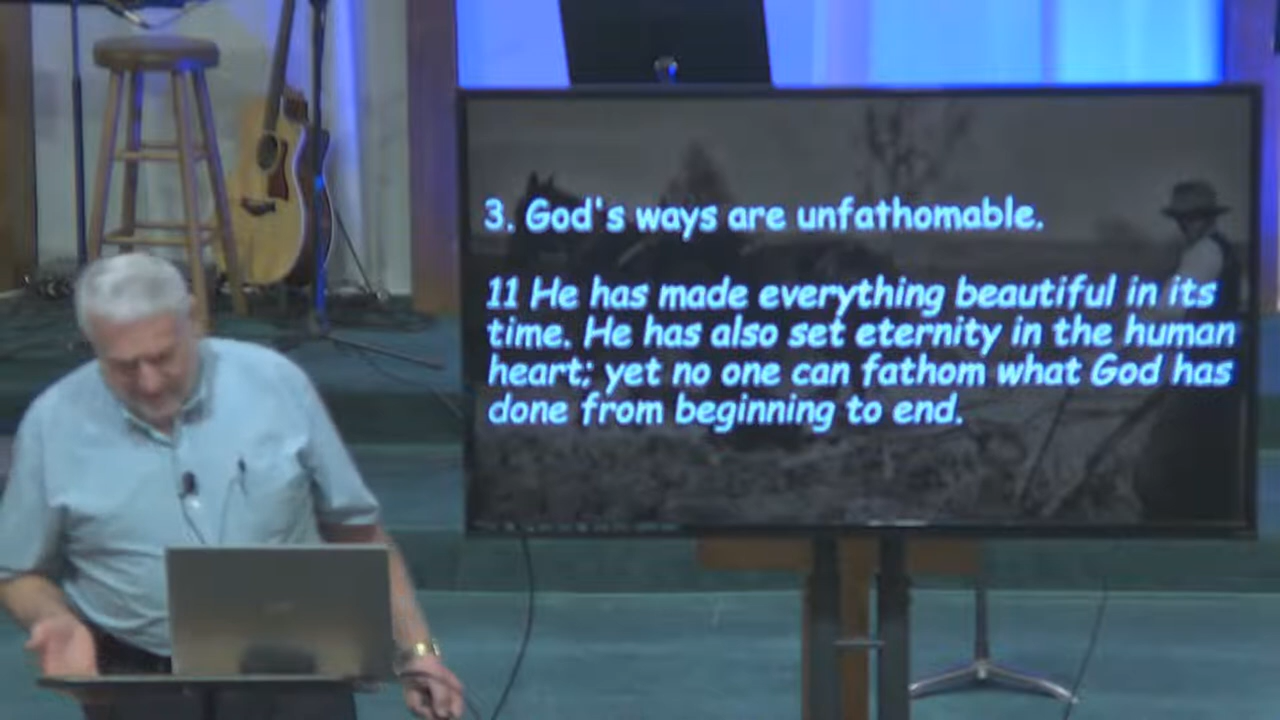 3. God's ways are unfathomable.
11 He has made everything beautiful in its
time. He has also set eternity in the human
heart; yet no one can fathom what God has
done from beginning to end.